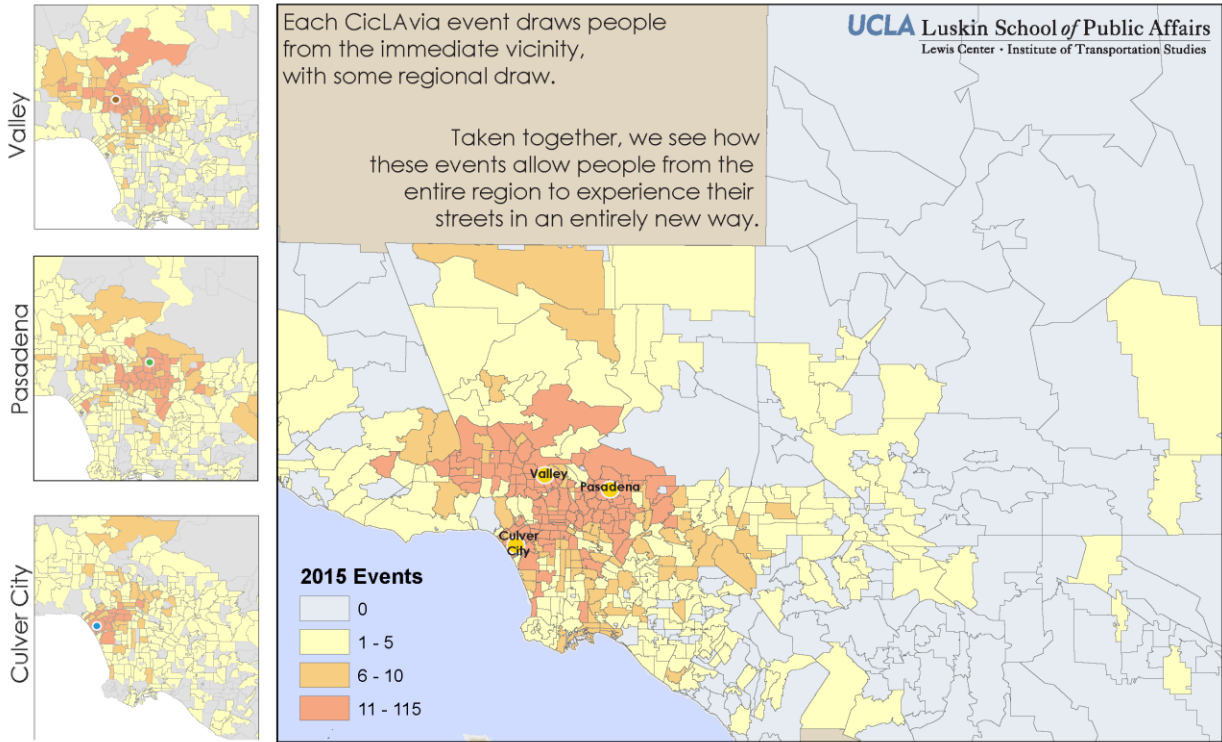 Each CicLAvia event draws people
from the immediate vicinity,
with some regional draw.
Taken together, we see how
these events allow people from the
entire region to experience their
streets in an entirely new way.
UCLA Luskin School of Public Affairs
Lewis Center • Institute of Transportation Studies
Valley
Pasadena
Culver City
Valley
Pasadena
Culver
City
2015 Events
0
1 - 5
6 - 10
11 - 115